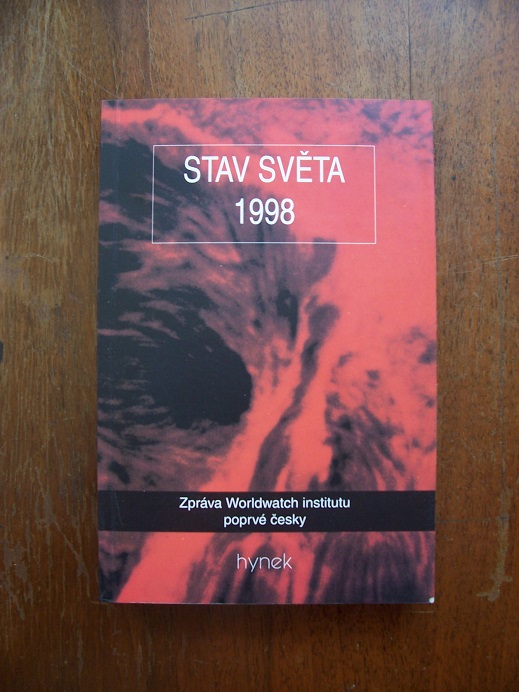 STAV SVĚTA
1998
Zpráva Worldwatch institutu
poprvé česky
hynek